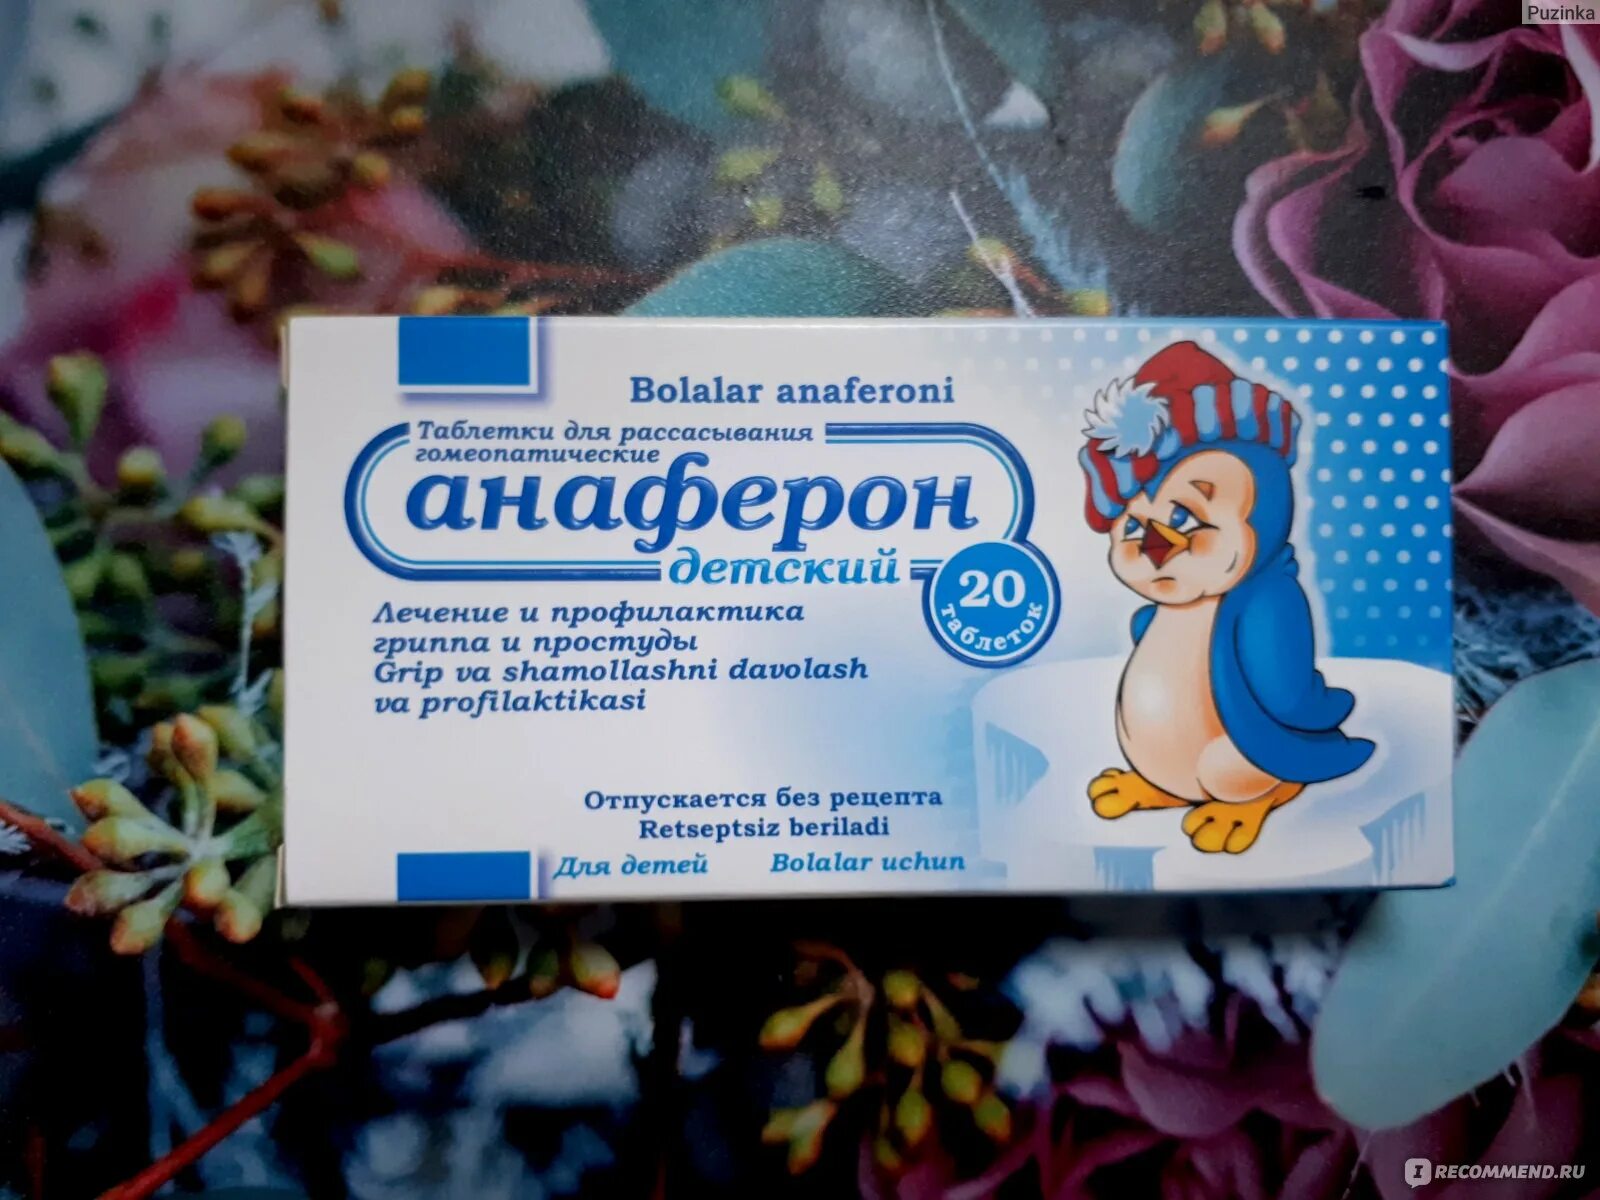 Puzinka
Bolalar anaferoni
Таблетки для рассасывания
гомеопатические
анаферон
детский
20
таблеток
Лечение и профилактика
гриппа и простуды
Grip va shamollashni davolash
va profilaktikasi
Отпускается без рецепта
Retseptsiz beriladi
Для детей Bolalar uchun
IRECOMMEND.RU